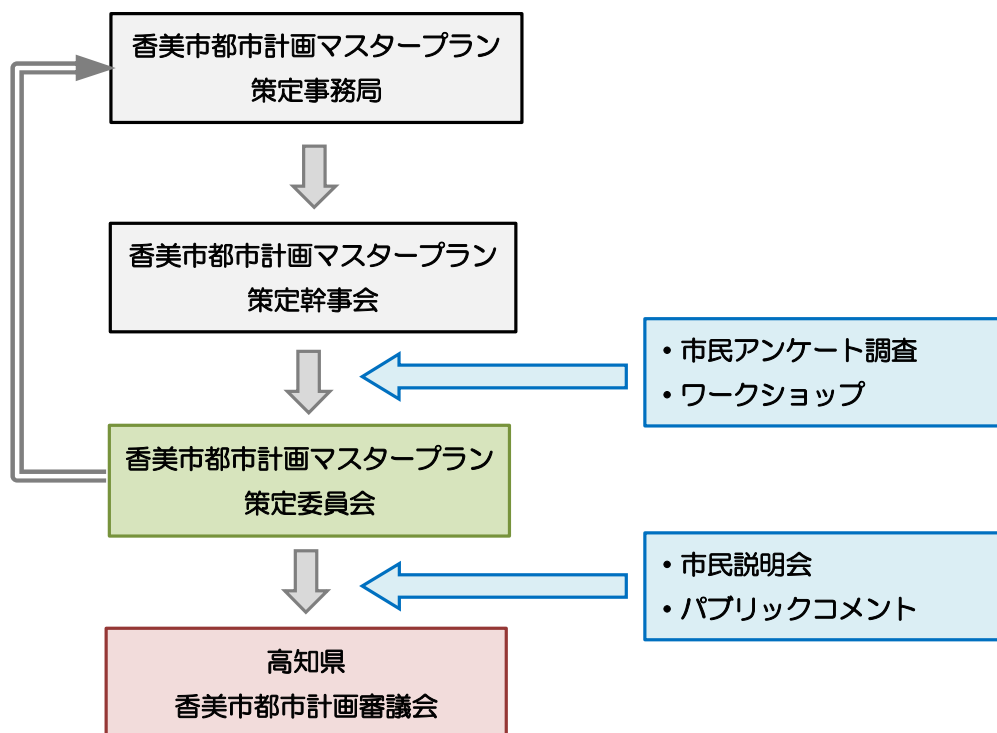 香美市都市計画マスタープラン
策定事務局
香美市都市計画マスタープラン
策定幹事会
・市民アンケート調査
・ワークショップ
香美市都市計画マスタープラン
策定委員会
・市民説明会
・パブリックコメント
高知県
香美市都市計画審議会